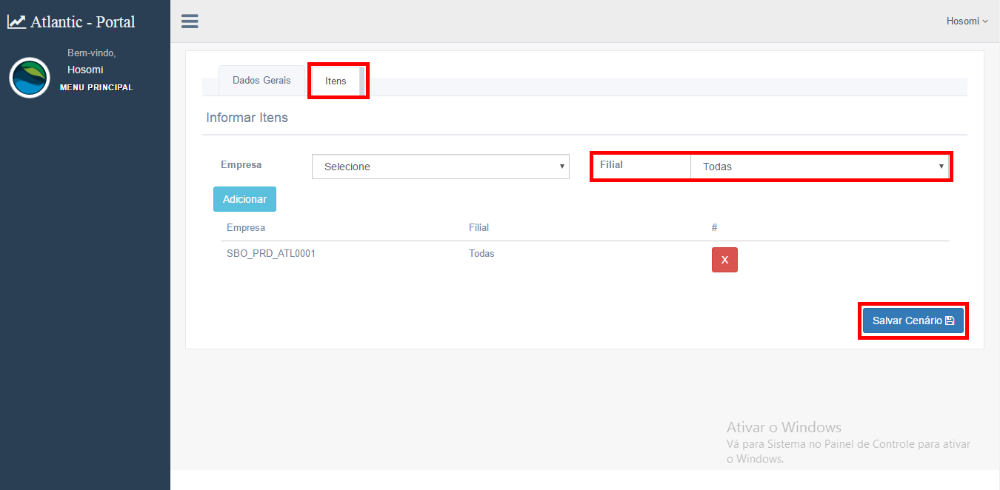 Atlantic - Portal
Hosomi
Bem-vindo,
Hosomi
MENU PRINCIPAL
Dados Gerais
Itens
Informar Itens
Empresa
Selecione
Filial
Todas
Adicionar
Empresa Filial #
SBO_PRD_ATL0001 Todas X
Salvar Cenário
Ativar o Windows
Vá para Sistema no Painel de Controle para ativar
o Windows.